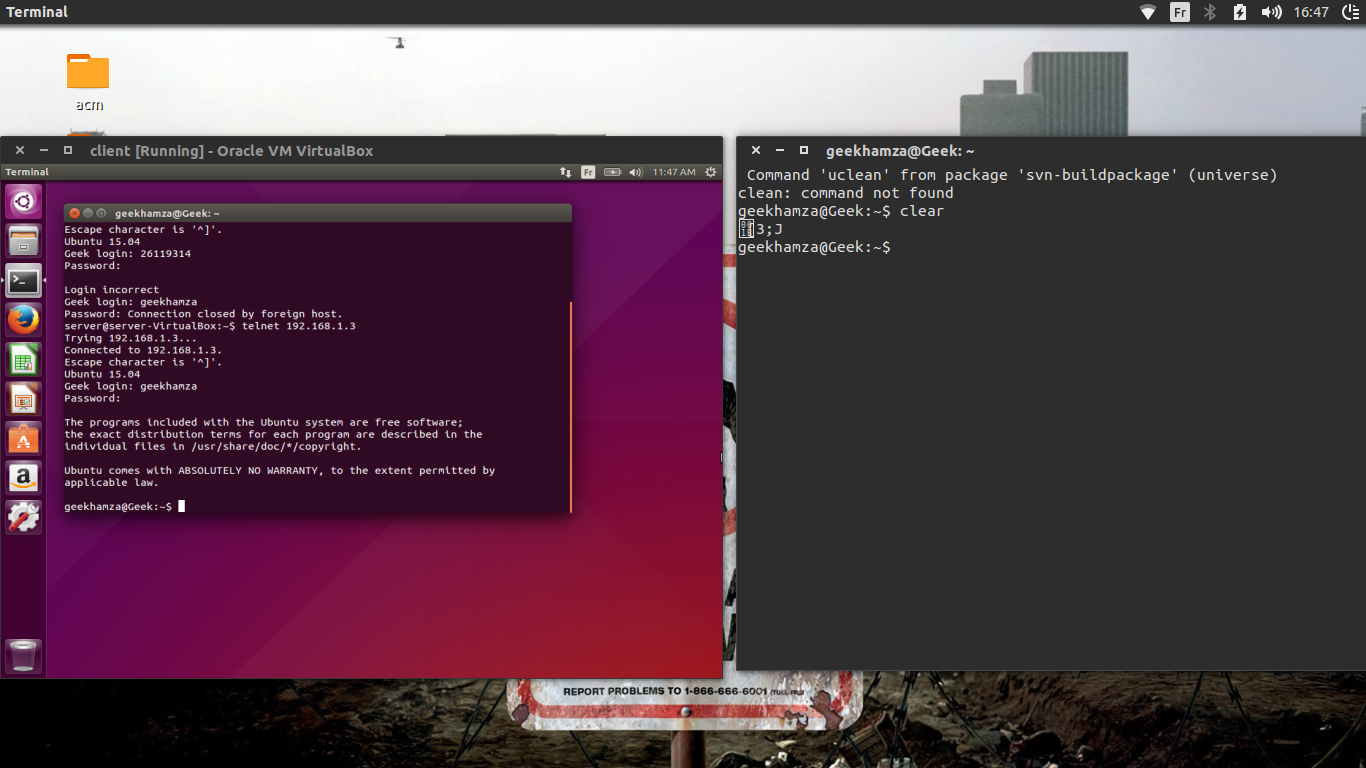 Terminal
Fr
16:47
acm
client [Running] - Oracle VM VirtualBox
Terminal
Fr
11:47 AM
geekhamza@Geek: ~
Escape character is '^]'.
Ubuntu 15.04
Geek login: 26119314
Password:
Login incorrect
Geek login: geekhamza
Password: Connection closed by foreign host.
server@server-VirtualBox:~$ telnet 192.168.1.3
Trying 192.168.1.3...
Connected to 192.168.1.3.
Escape character is '^]'.
Ubuntu 15.04
Geek login: geekhamza
Password:
The programs included with the Ubuntu system are free software;
the exact distribution terms for each program are described in the
individual files in /usr/share/doc/*/copyright.
Ubuntu comes with ABSOLUTELY NO WARRANTY, to the extent permitted by
applicable law.
geekhamza@Geek:~$
a
geekhamza@Geek: ~
Command 'uclean' from package 'svn-buildpackage' (universe)
clean: command not found
geekhamza@Geek:~$ clear
3;J
geekhamza@Geek:~$
REPORT PROBLEMS TO 1-866-666-6001 (TOLL-FREE)